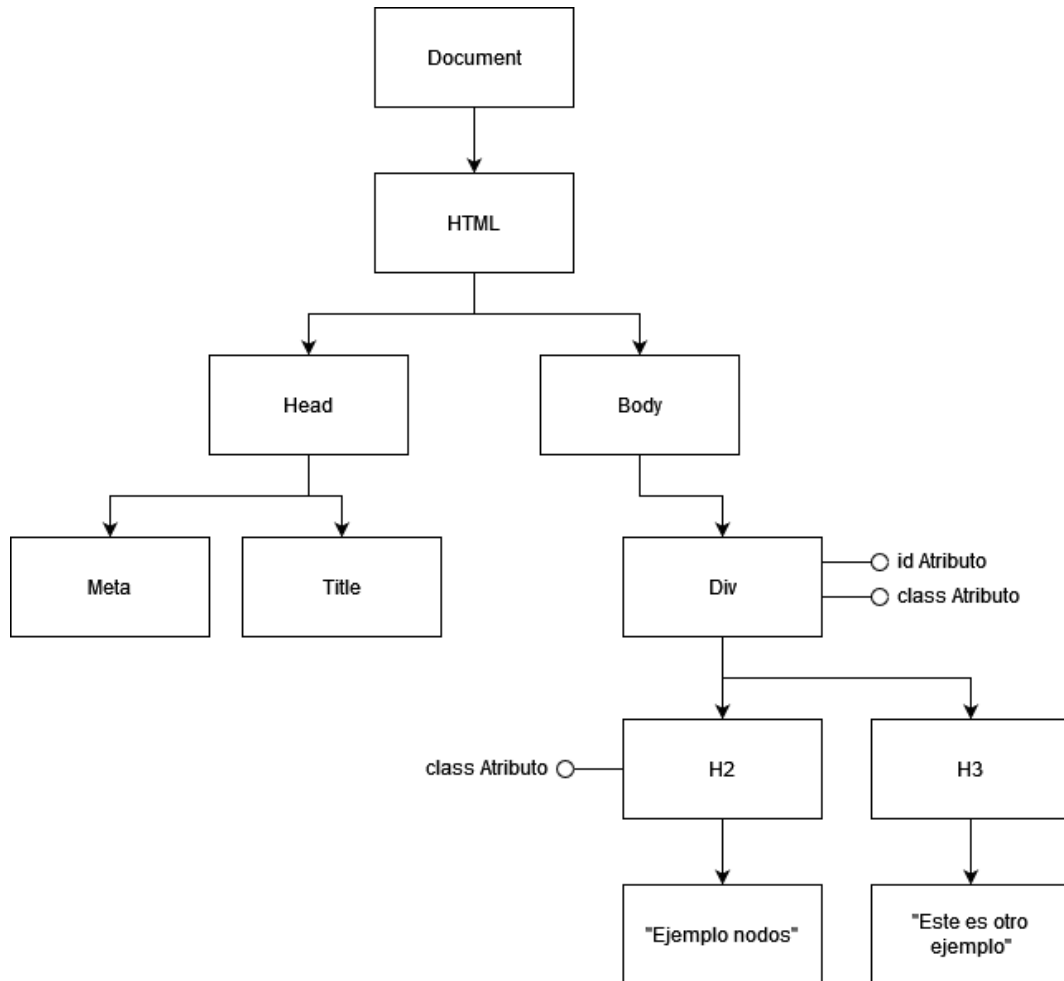 Document
HTML
Head
Body
Meta
Title
Div
id Atributo
class Atributo
class Atributo
H2
H3
"Ejemplo nodos"
"Este es otro
ejemplo"